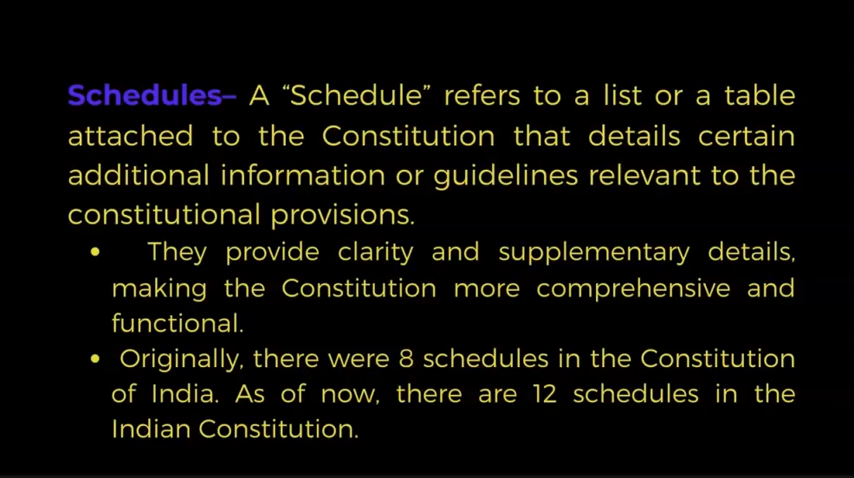 Schedules– A “Schedule” refers to a list or a table
attached to the Constitution that details certain
additional information or guidelines relevant to the
constitutional provisions.
• They provide clarity and supplementary details,
making the Constitution more comprehensive and
functional.
• Originally, there were 8 schedules in the Constitution
of India. As of now, there are 12 schedules in the
Indian Constitution.